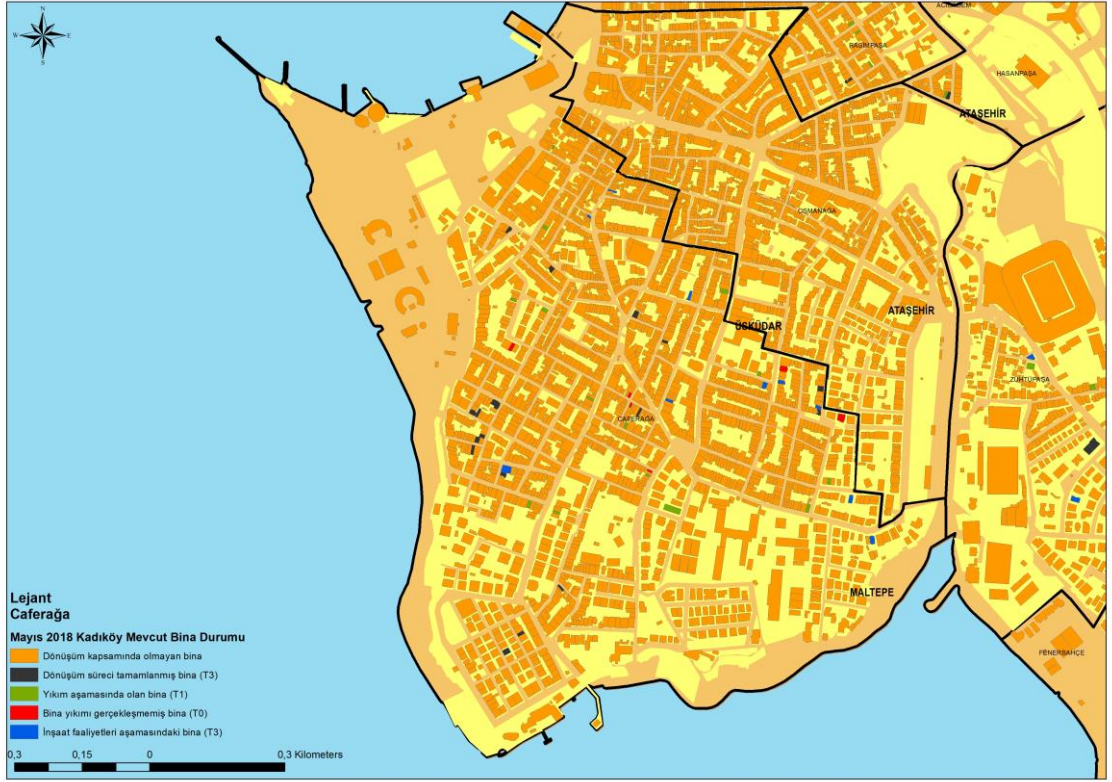 N
W
E
S
ACIBADEM
RASİMPAŞA
HASANPAŞA
ATAŞEHİR
OSMANAĞA
ÜSKÜDAR
ATAŞEHİR
ZÜHTÜPAŞA
CAFERAĞA
MALTEPE
FENERBAHÇE
Lejant
Caferağa
Mayıs 2018 Kadıköy Mevcut Bina Durumu
Dönüşüm kapsamında olmayan bina
Dönüşüm süreci tamamlanmış bina (T3)
Yıkım aşamasında olan bina (T1)
Bina yıkımı gerçekleşmemiş bina (T0)
İnşaat faaliyetleri aşamasındaki bina (T3)
0,3 0,15 0 0,3 Kilometers